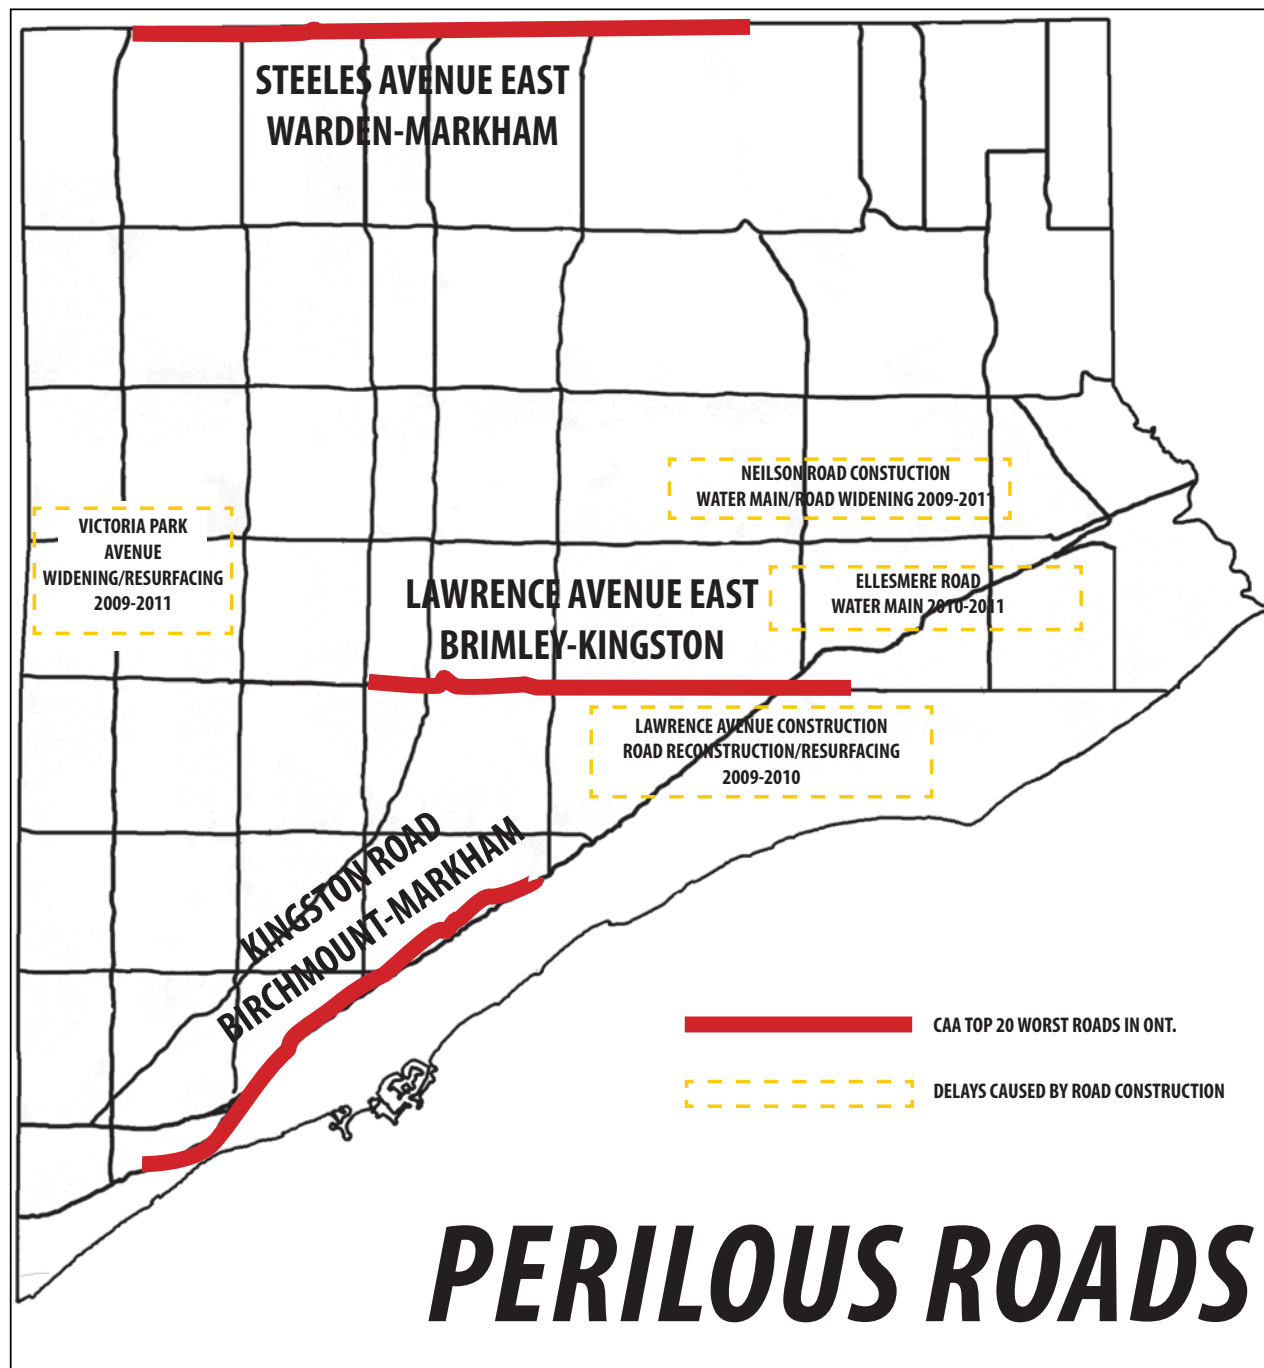 STEELES AVENUE EAST
WARDEN-MARKHAM
NEILSON ROAD CONSTUCTION
WATER MAIN/ROAD WIDENING 2009-2011
VICTORIA PARK
AVENUE
WIDENING/RESURFACING
2009-2011
ELLESMERE ROAD
WATER MAIN 2010-2011
LAWRENCE AVENUE EAST
BRIMLEY-KINGSTON
LAWRENCE AVENUE CONSTRUCTION
ROAD RECONSTRUCTION/RESURFACING
2009-2010
KINGSTON ROAD
BIRCHMOUNT-MARKHAM
CAA TOP 20 WORST ROADS IN ONT.
DELAYS CAUSED BY ROAD CONSTRUCTION
PERILOUS ROADS